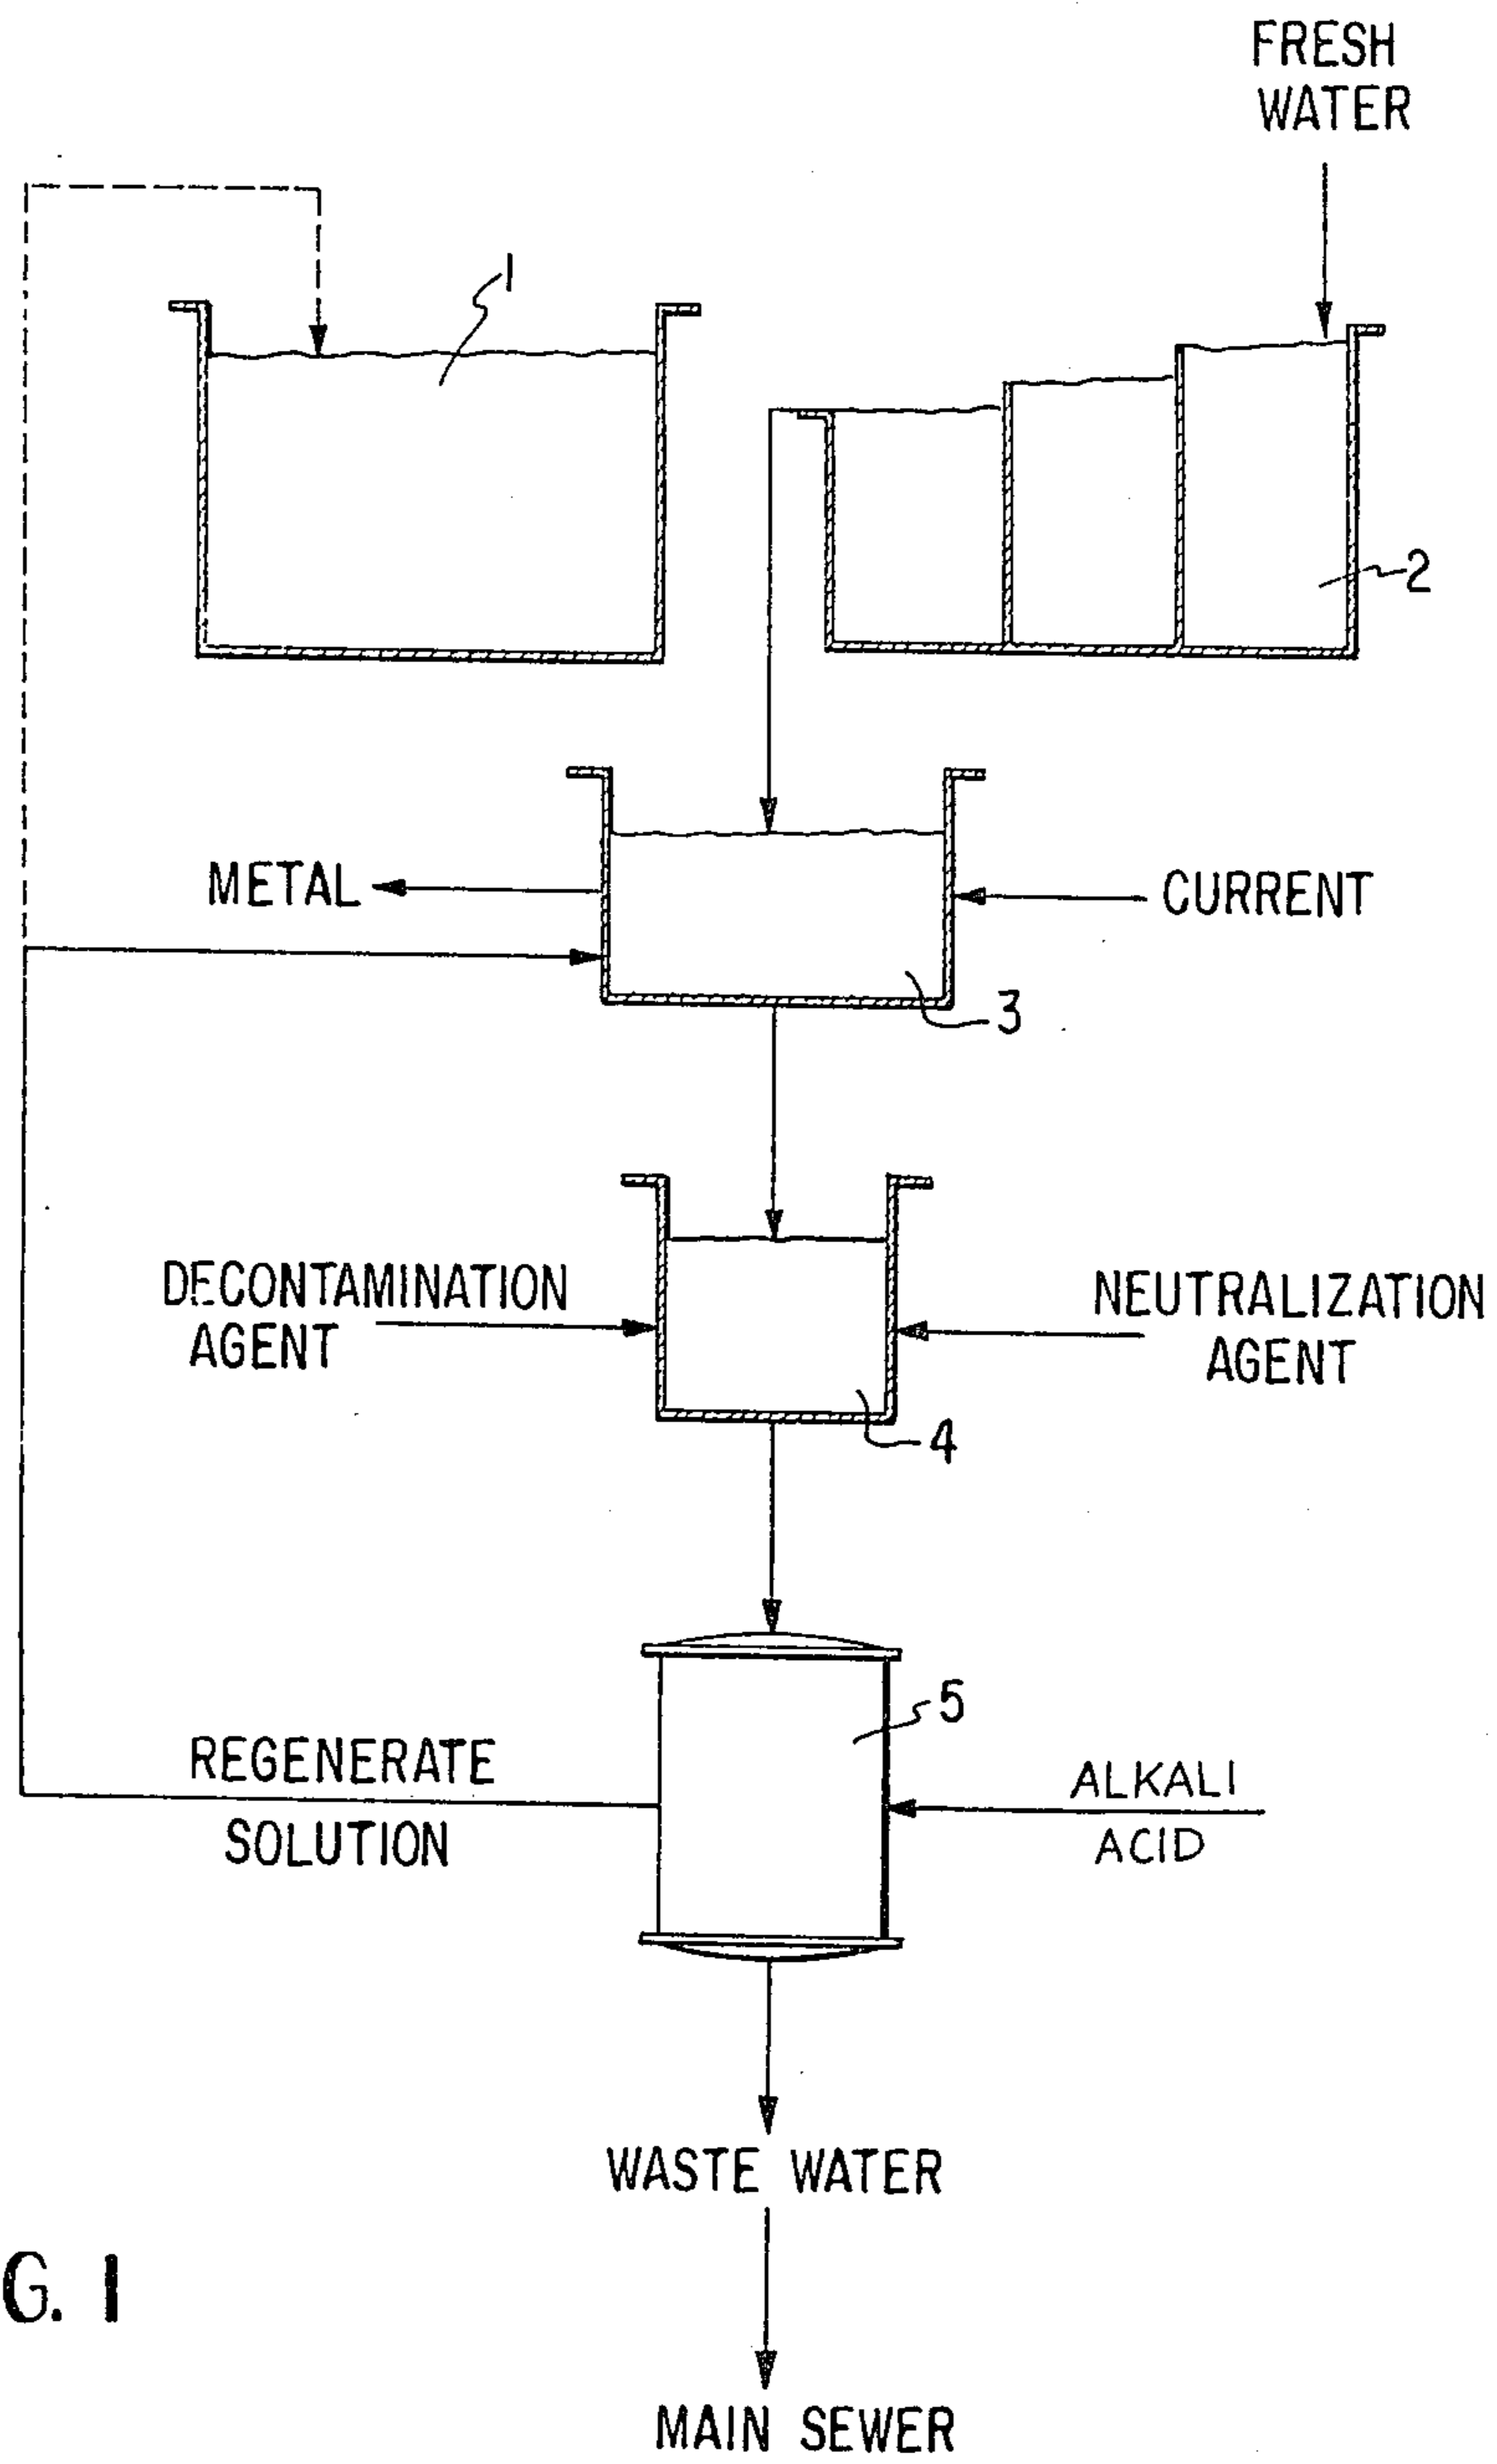 FRESH
WATER
1
2
METAL
CURRENT
3
DECONTAMINATION
AGENT
NEUTRALIZATION
AGENT
4
5
REGENERATE
SOLUTION
ALKALI
ACID
WASTE WATER
G. 1
MAIN SEWER